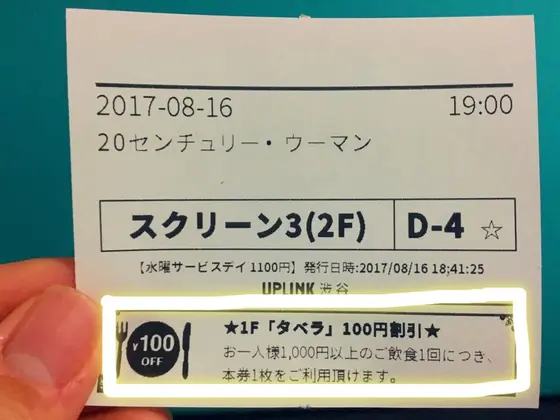 2017-08-16 19:00
20センチュリー・ウーマン
スクリーン3(2F) D-4 ☆
【水曜サービスデイ 1100円】発行日時:2017/08/16 18:41:25
UPLINK 渋谷
★1F「タベラ」100円割引★
¥100 OFF
お一人様1,000円以上のご飲食1回につき、
本券1枚をご利用頂けます。